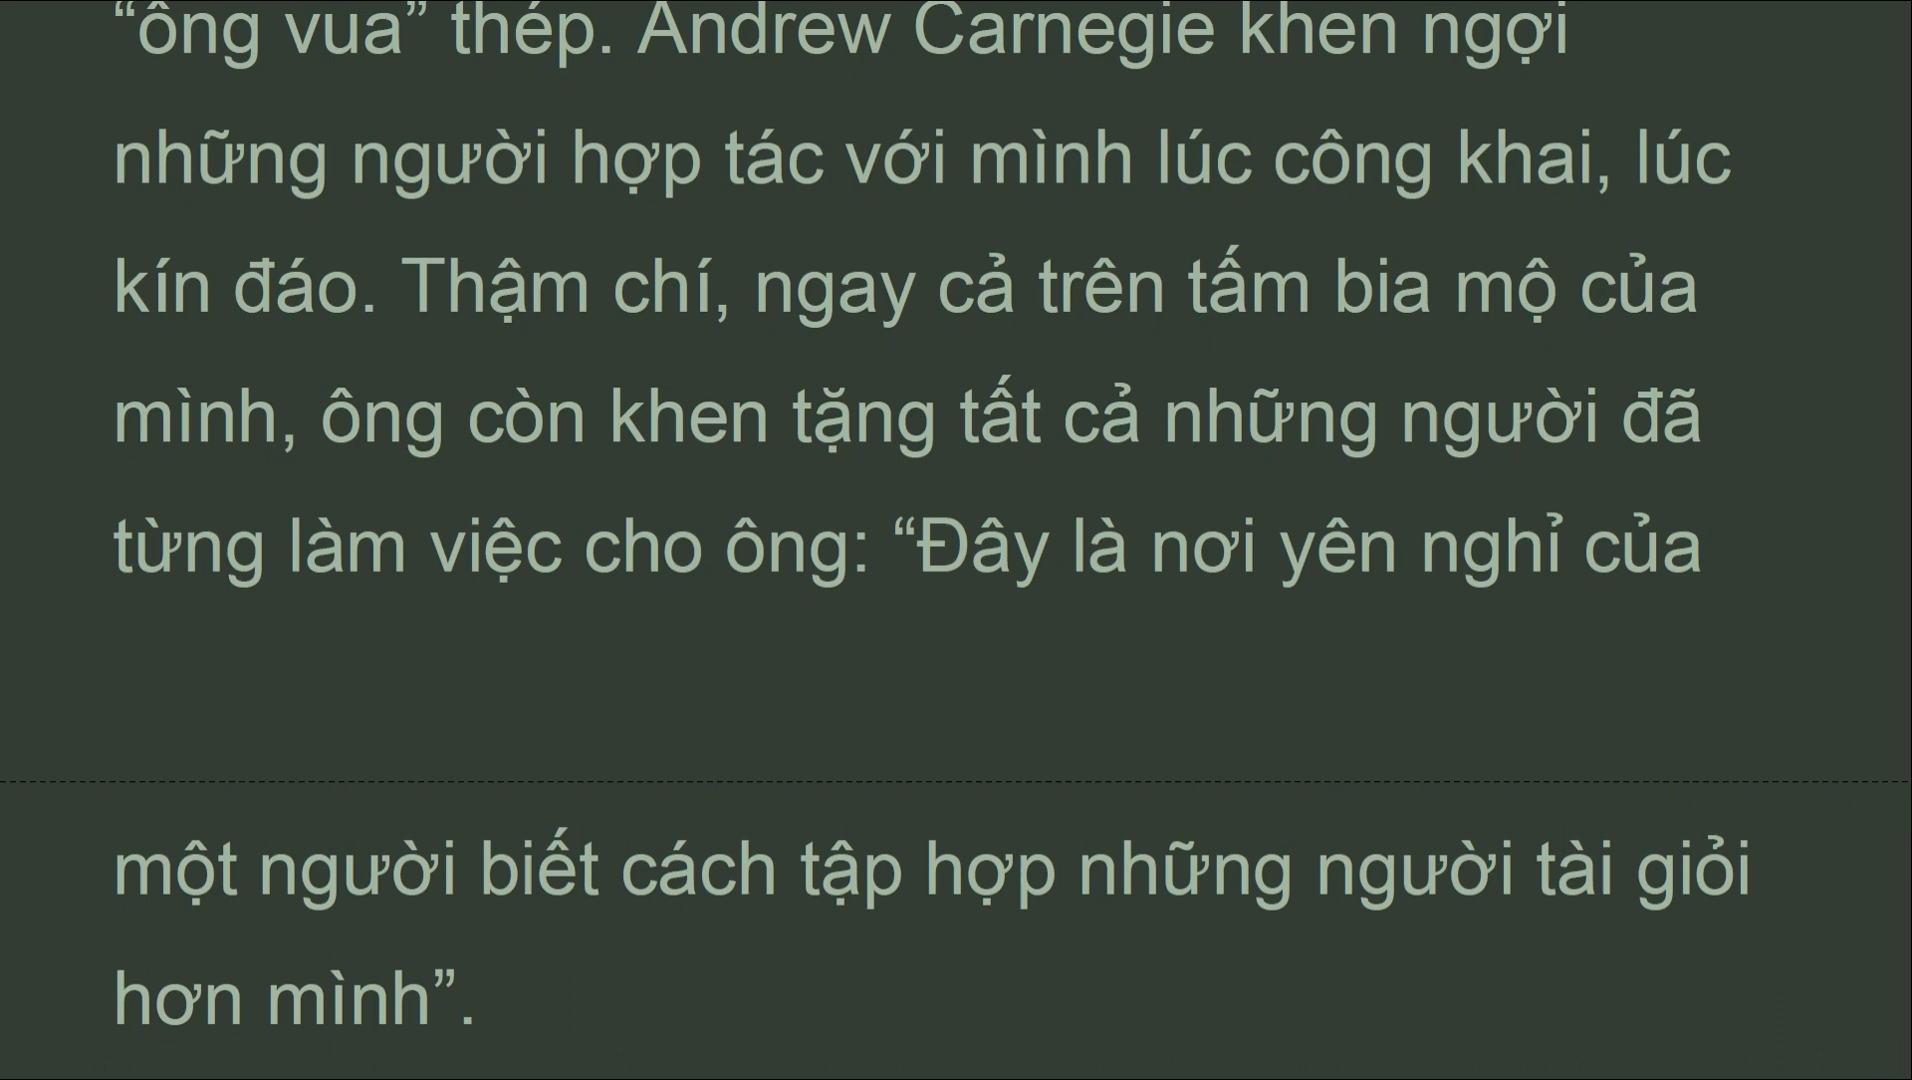 “ông vua” thép. Andrew Carnegie khen ngợi
những người hợp tác với mình lúc công khai, lúc
kín đáo. Thậm chí, ngay cả trên tấm bia mộ của
mình, ông còn khen tặng tất cả những người đã
từng làm việc cho ông: “Đây là nơi yên nghỉ của
một người biết cách tập hợp những người tài giỏi
hơn mình”.